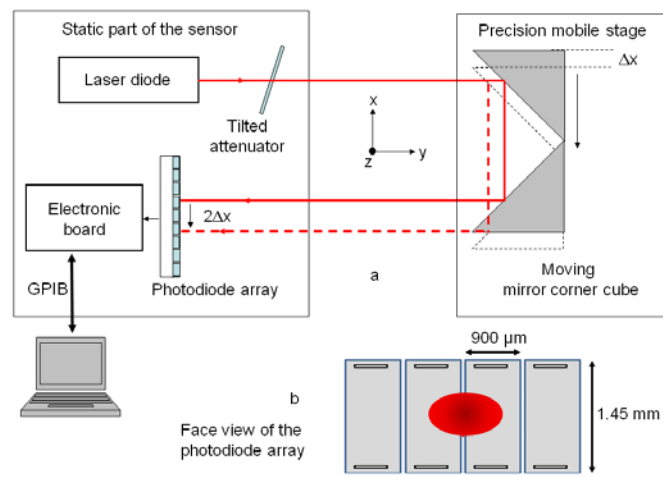 Static part of the sensor
Precision mobile stage
Laser diode
Δx
Tilted
attenuator
x
z
y
Electronic
board
2Δx
GPIB
Photodiode array
a
Moving
mirror corner cube
900 μm
b
1.45 mm
Face view of the
photodiode array